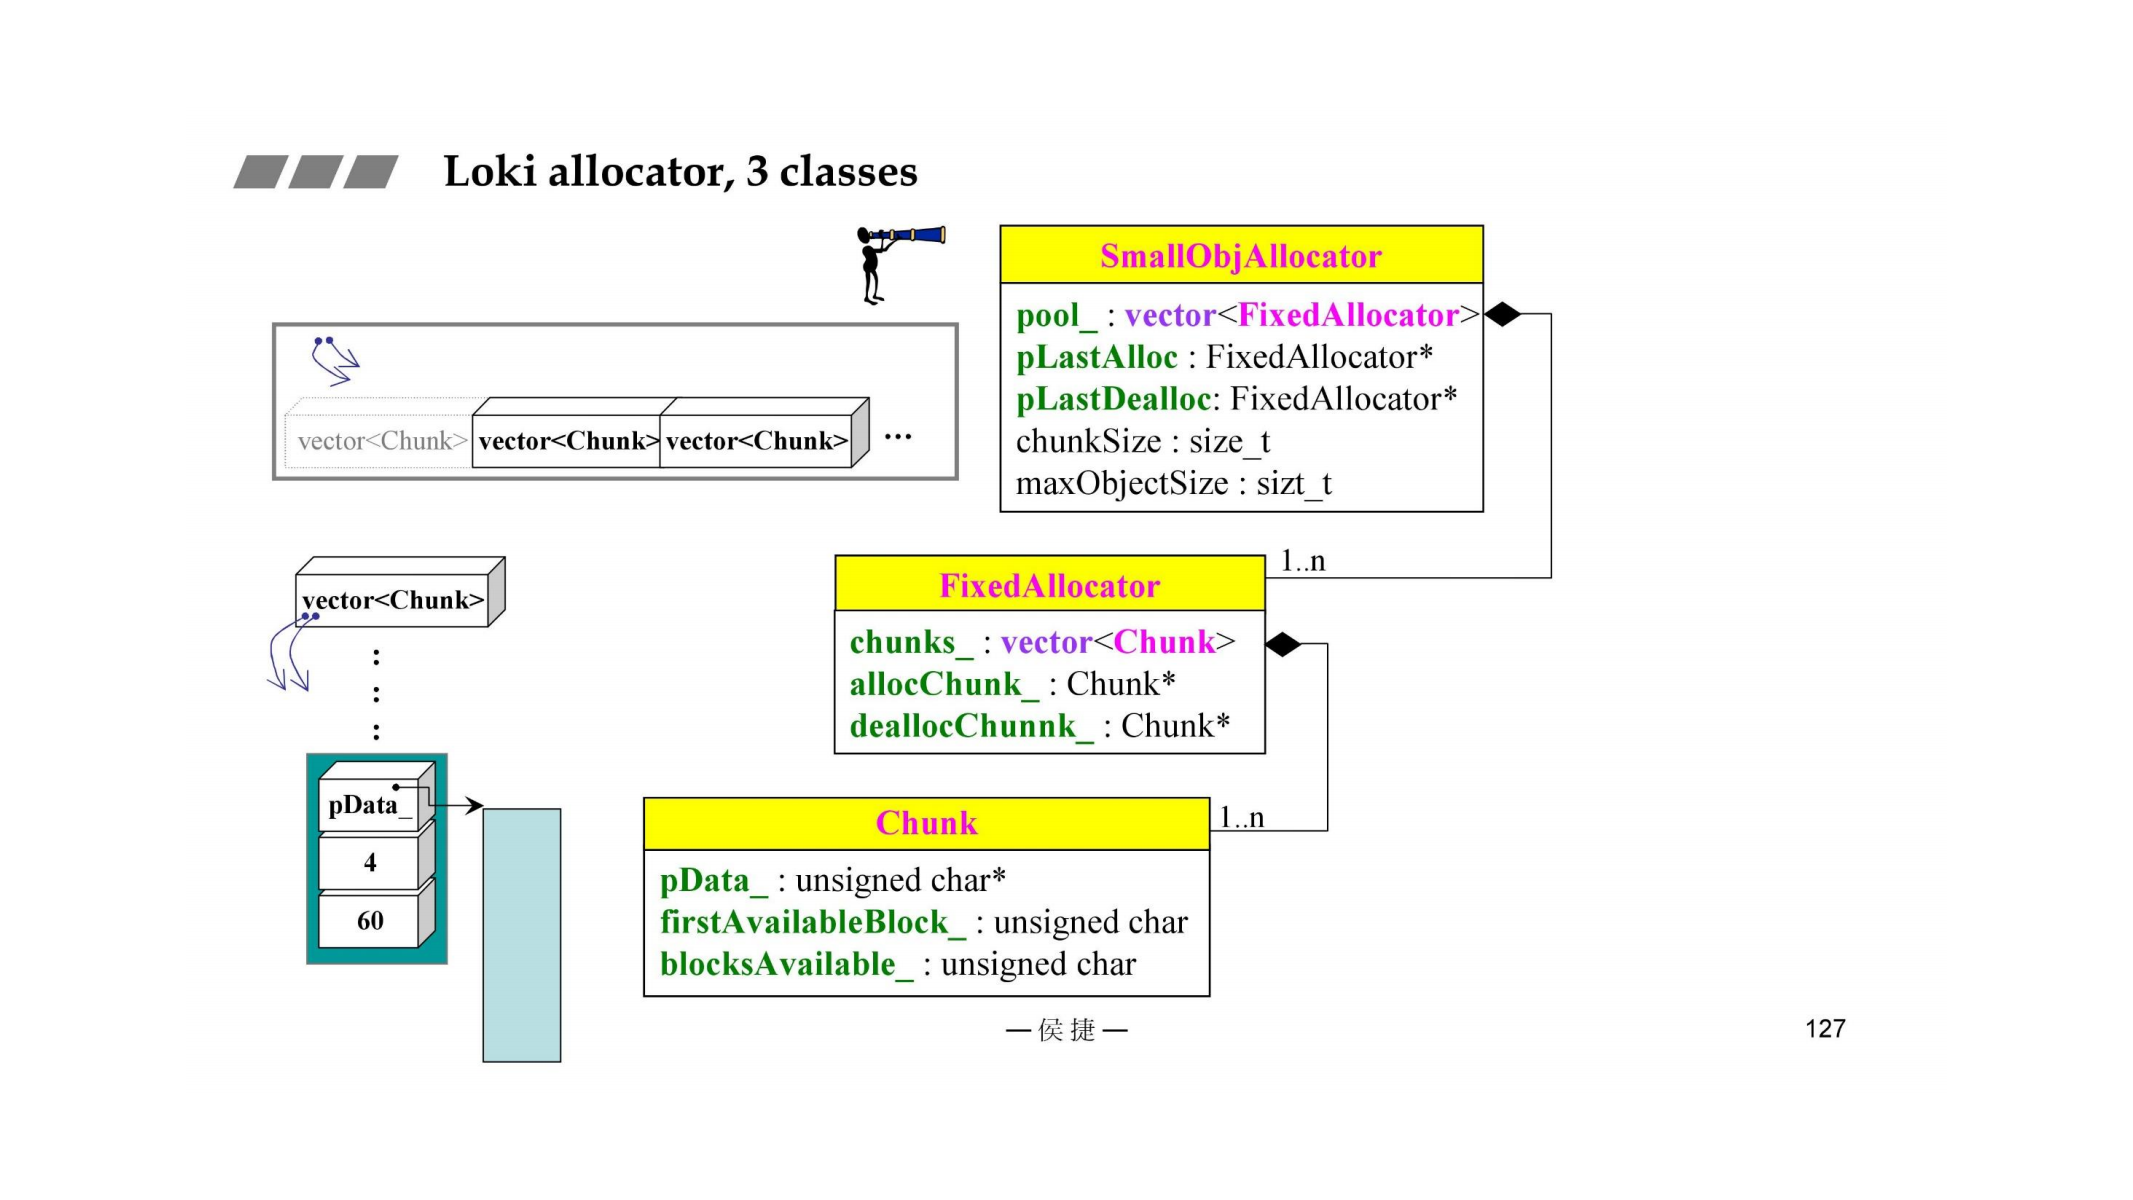 Loki allocator, 3 classes
SmallObjAllocator
pool_ : vector<FixedAllocator>
pLastAlloc : FixedAllocator*
pLastDealloc: FixedAllocator*
chunkSize : size_t
maxObjectSize : sizt_t
vector<Chunk> vector<Chunk> vector<Chunk> ...
1..n
FixedAllocator
chunks_ : vector<Chunk>
allocChunk_ : Chunk*
deallocChunnk_ : Chunk*
vector<Chunk>
pData_
4
60
1..n
Chunk
pData_ : unsigned char*
firstAvailableBlock_ : unsigned char
blocksAvailable_ : unsigned char
— 侯 捷 —
127